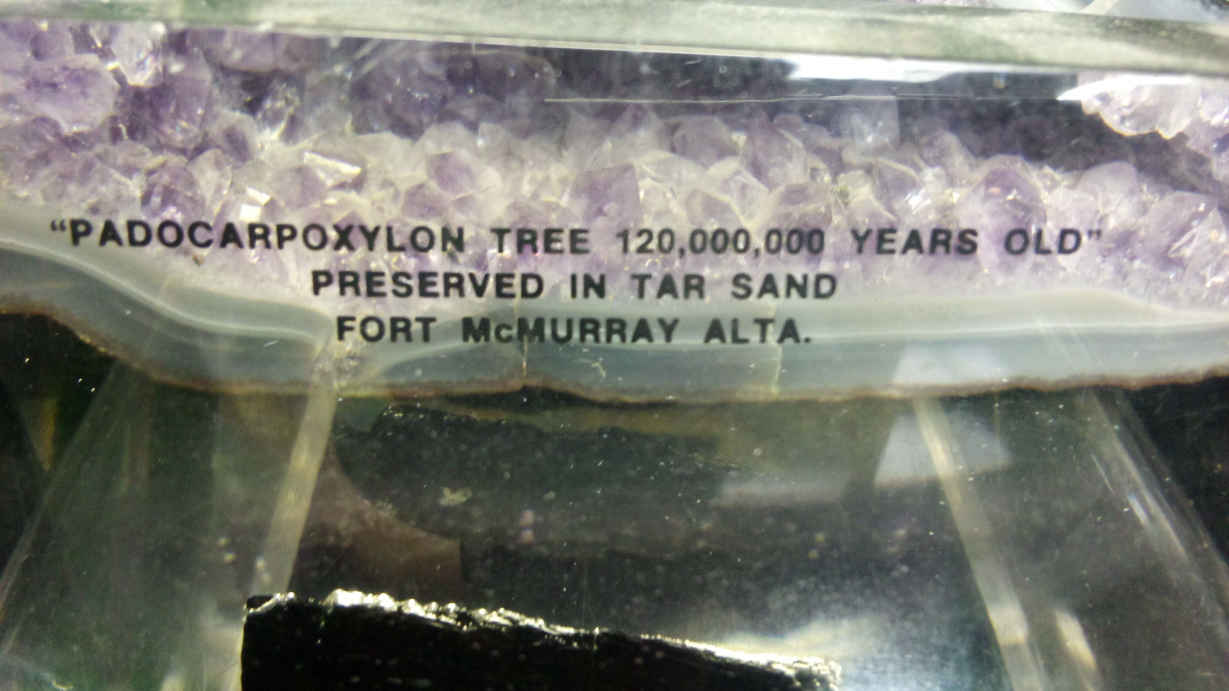 “PADOCARPOXYLON TREE 120,000,000 YEARS OLD”
PRESERVED IN TAR SAND
FORT McMURRAY ALTA.